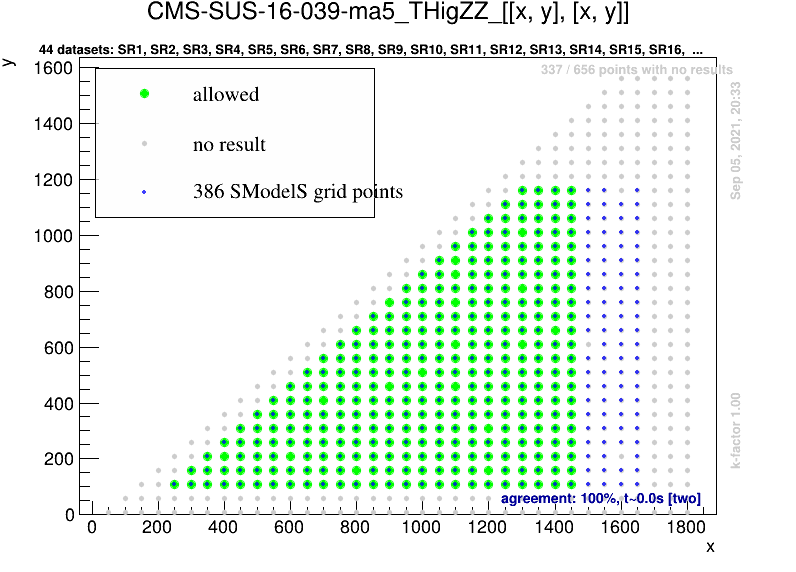 CMS-SUS-16-039-ma5_THigZZ_[[x, y], [x, y]]
44 datasets: SR1, SR2, SR3, SR4, SR5, SR6, SR7, SR8, SR9, SR10, SR11, SR12, SR13, SR14, SR15, SR16, ...
y
337 / 656 points with no results
allowed
no result
386 SModelS grid points
1600
1400
1200
1000
800
600
400
200
0
Sep 05, 2021, 20:33
k-factor 1.00
agreement: 100%, t~0.0s [two]
0 200 400 600 800 1000 1200 1400 1600 1800
x